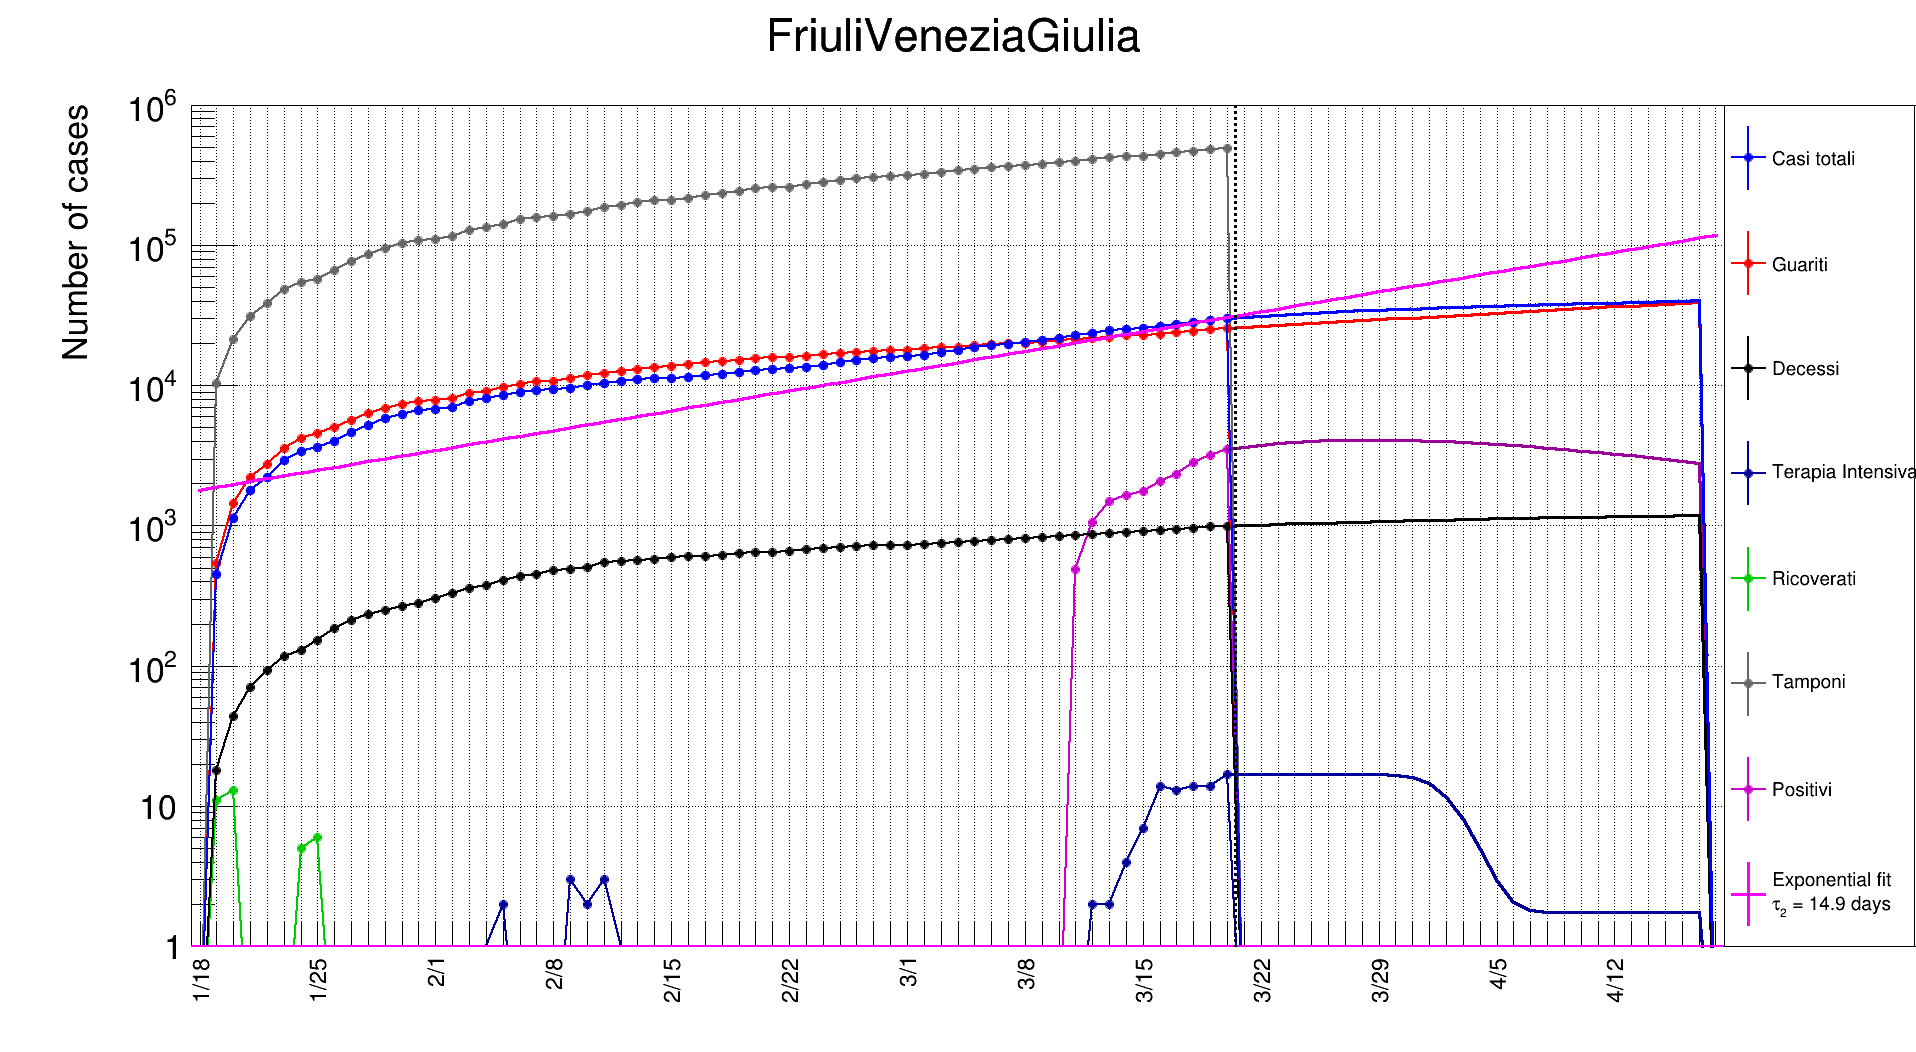 FriuliVeneziaGiulia
Number of cases
10^6
10^5
10^4
10^3
10^2
10
1
1/18 1/25 2/1 2/8 2/15 2/22 3/1 3/8 3/15 3/22 3/29 4/5 4/12
Casi totali
Guariti
Decessi
Terapia Intensiva
Ricoverati
Tamponi
Positivi
Exponential fit
τ₂ = 14.9 days